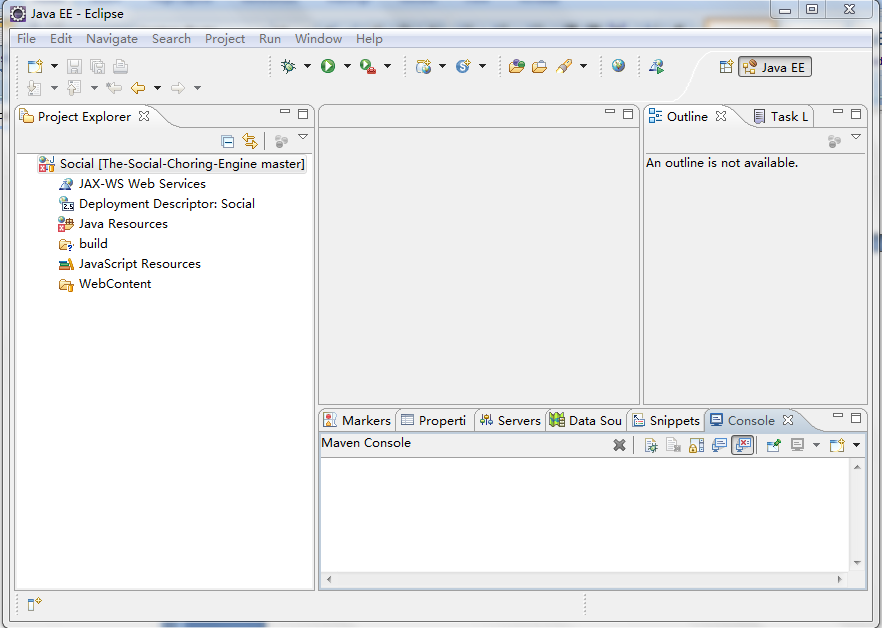 Java EE - Eclipse
File Edit Navigate Search Project Run Window Help
Java EE
Project Explorer
Social [The-Social-Choring-Engine master]
JAX-WS Web Services
Deployment Descriptor: Social
Java Resources
build
JavaScript Resources
WebContent
Outline Task L
An outline is not available.
Markers Properti Servers Data Sou Snippets Console
Maven Console